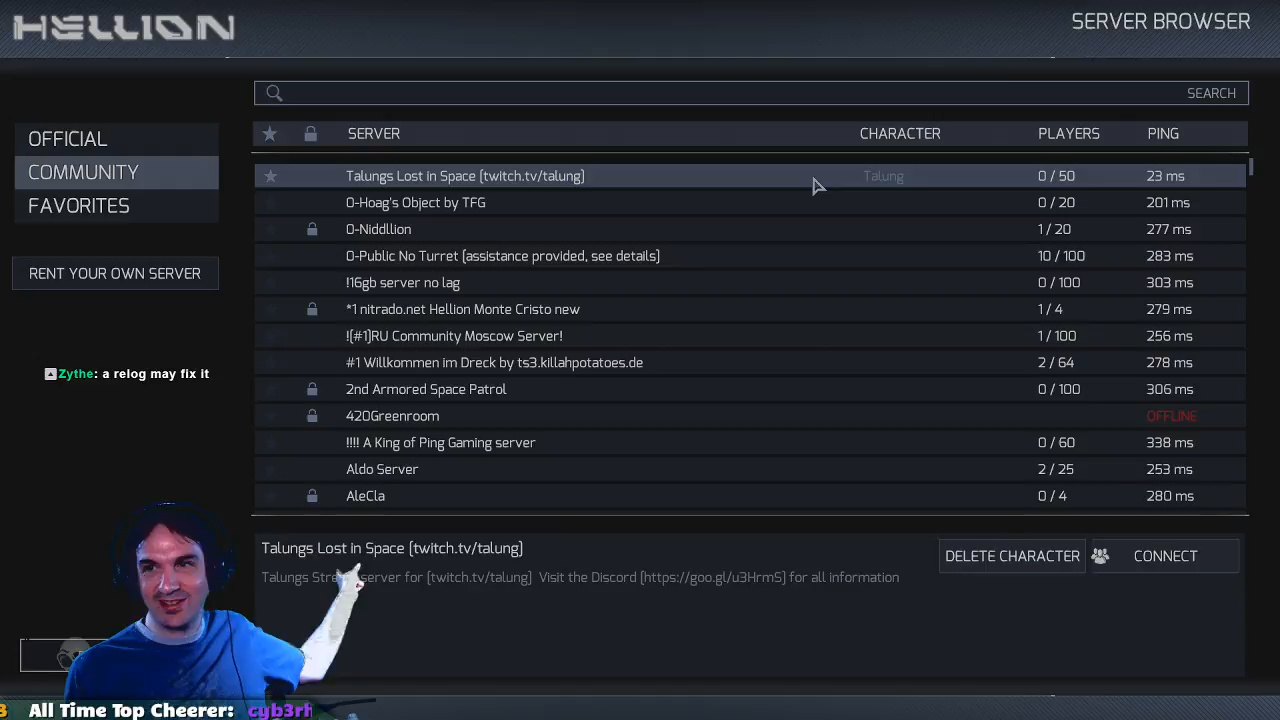 HELLION
SERVER BROWSER
SEARCH
OFFICIAL
COMMUNITY
FAVORITES
RENT YOUR OWN SERVER
SERVER CHARACTER PLAYERS PING
Talungs Lost in Space [twitch.tv/talung] Talung 0 / 50 23 ms
0-Hoag's Object by TFG 0 / 20 201 ms
0-Niddllion 1 / 20 277 ms
0-Public No Turret [assistance provided, see details] 10 / 100 283 ms
!16gb server no lag 0 / 100 303 ms
*1 nitrado.net Hellion Monte Cristo new 1 / 4 279 ms
![#1]RU Community Moscow Server! 1 / 100 256 ms
#1 Willkommen im Dreck by ts3.killahpotatoes.de 2 / 64 278 ms
2nd Armored Space Patrol 0 / 100 306 ms
420Greenroom OFFLINE
!!!! A King of Ping Gaming server 0 / 60 338 ms
Aldo Server 2 / 25 253 ms
AleCla 0 / 4 280 ms
Zythe: a relog may fix it
Talungs Lost in Space [twitch.tv/talung]
Talungs server for [twitch.tv/talung] Visit the Discord [https://goo.gl/u3HrmS] for all information
DELETE CHARACTER
CONNECT
All Time Top Cheerer: cyb3rh